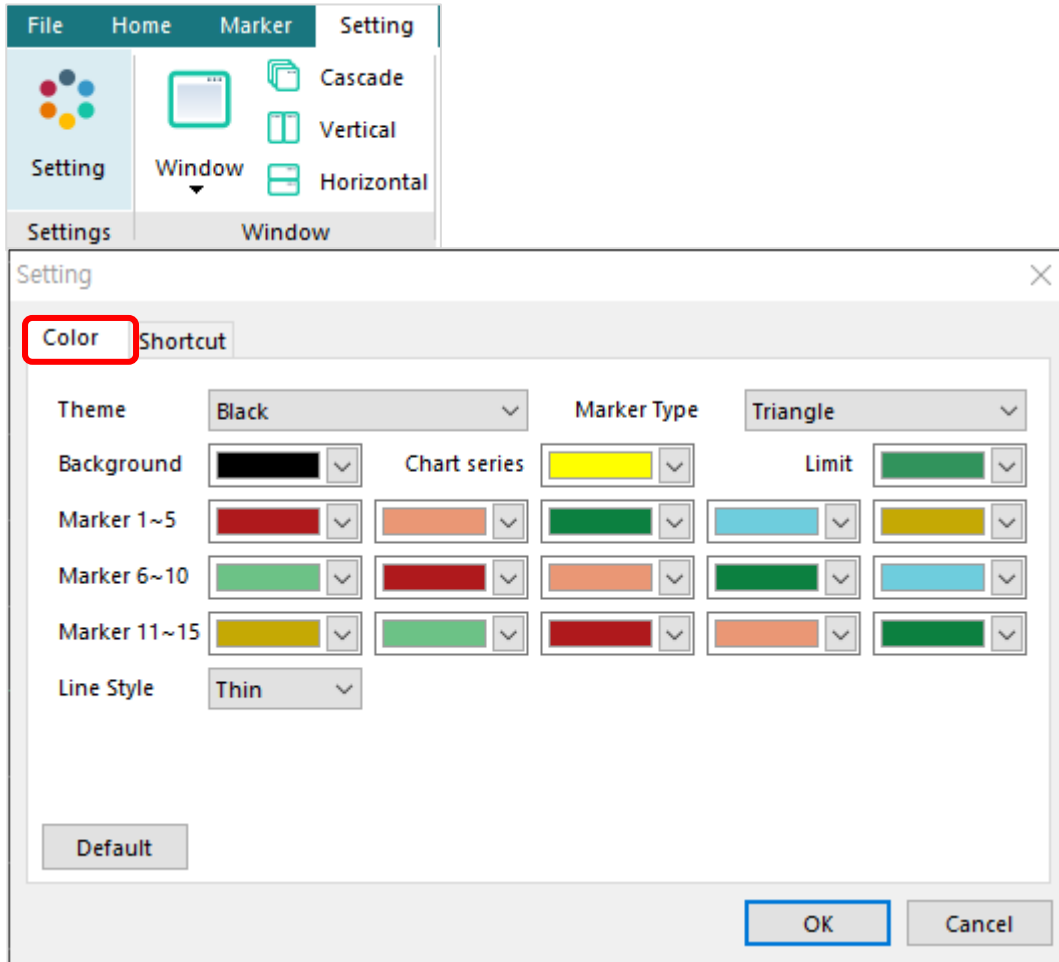 File Home Marker Setting
Cascade
Vertical
Setting Window Horizontal
Settings Window
Setting
Color Shortcut
Theme Black Marker Type Triangle
Background Chart series Limit
Marker 1~5
Marker 6~10
Marker 11~15
Line Style Thin
Default
OK Cancel